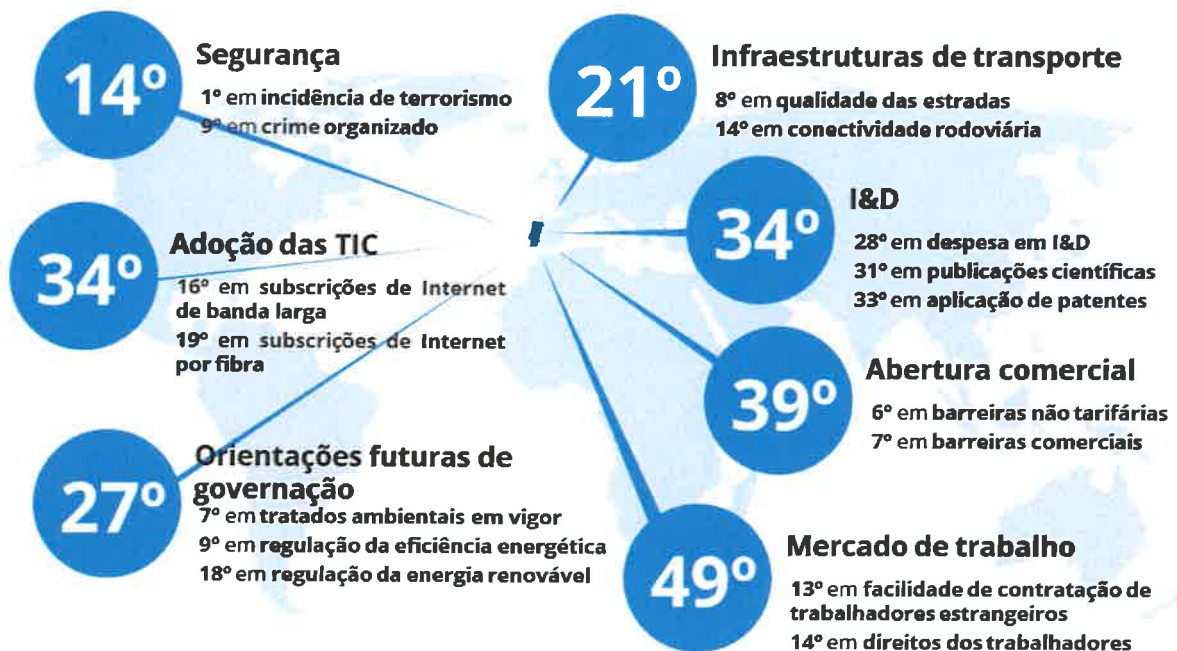 14º
Segurança
1º em incidência de terrorismo
9º em crime organizado
34º
Adoção das TIC
16º em subscrições de Internet
de banda larga
19º em subscrições de Internet
por fibra
27º
Orientações futuras de
governação
7º em tratados ambientais em vigor
9º em regulação da eficiência energética
18º em regulação da energia renovável
21º
Infraestruturas de transporte
8º em qualidade das estradas
14º em conectividade rodoviária
34º
I&D
28º em despesa em I&D
31º em publicações científicas
33º em aplicação de patentes
39º
Abertura comercial
6º em barreiras não tarifárias
7º em barreiras comerciais
49º
Mercado de trabalho
13º em facilidade de contratação de
trabalhadores estrangeiros
14º em direitos dos trabalhadores